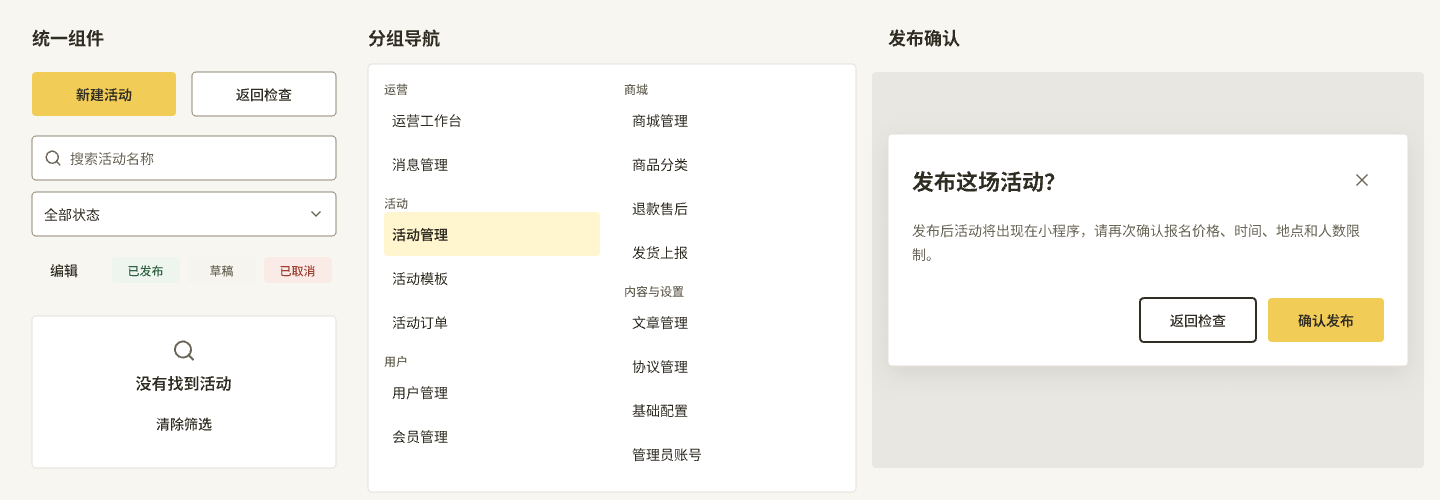 统一组件
新建活动
返回检查
搜索活动名称
全部状态
编辑
已发布
草稿
已取消
没有找到活动
清除筛选
分组导航
运营
运营工作台
消息管理
活动
活动管理
活动模板
活动订单
用户
用户管理
会员管理
商城
商城管理
商品分类
退款售后
发货上报
内容与设置
文章管理
协议管理
基础配置
管理员账号
发布确认
发布这场活动？
发布后活动将出现在小程序，请再次确认报名价格、时间、地点和人数限
制。
返回检查
确认发布